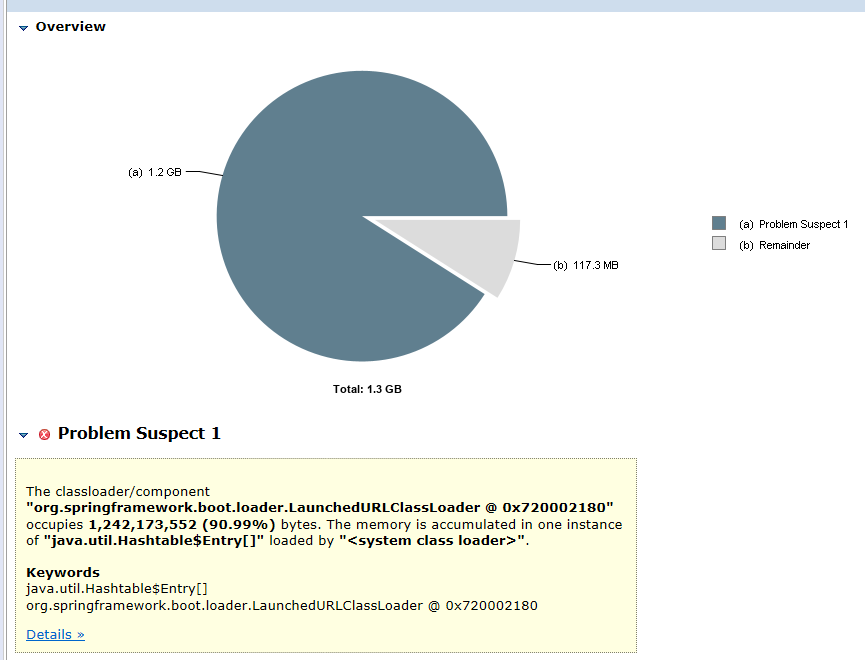 Overview
(a) 1.2 GB
(a) Problem Suspect 1
(b) Remainder
(b) 117.3 MB
Total: 1.3 GB
Problem Suspect 1
The classloader/component
"org.springframework.boot.loader.LaunchedURLClassLoader @ 0x720002180"
occupies 1,242,173,552 (90.99%) bytes. The memory is accumulated in one instance
of "java.util.Hashtable$Entry[]" loaded by "<system class loader>".
Keywords
java.util.Hashtable$Entry[]
org.springframework.boot.loader.LaunchedURLClassLoader @ 0x720002180
Details »